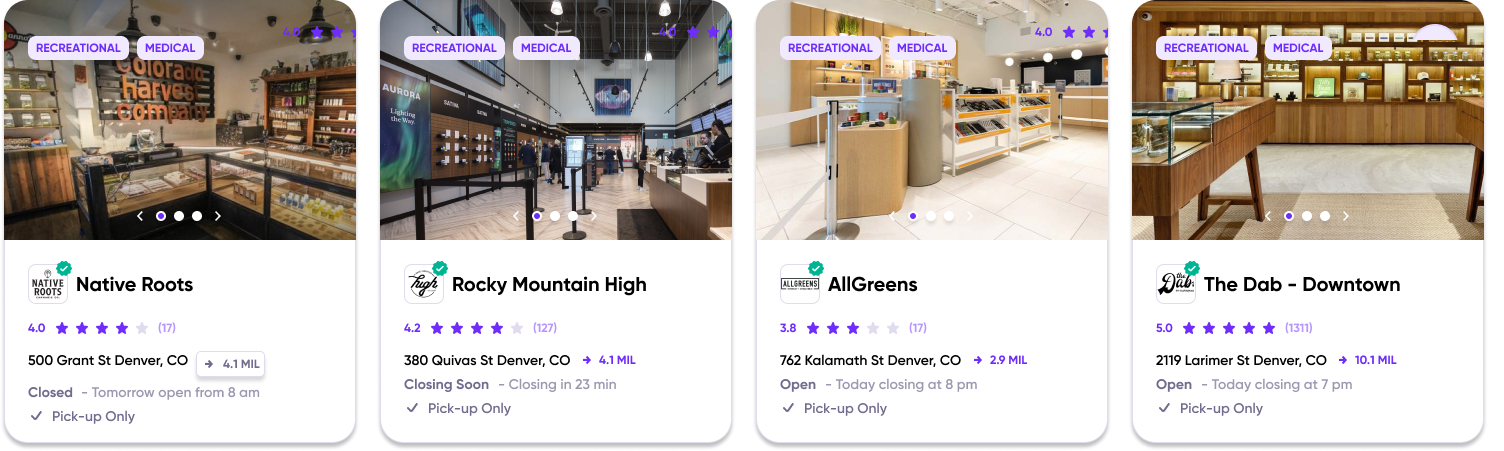 RECREATIONAL
MEDICAL
4.0
Colorado
harvest
company
Native Roots
NATIVE
ROOTS
4.0
(17)
500 Grant St Denver, CO
4.1 MIL
Closed - Tomorrow open from 8 am
Pick-up Only
RECREATIONAL
MEDICAL
4.0
AURORA
Lighting
the Way.
SATIVA
high
Rocky Mountain High
4.2
(127)
380 Quivas St Denver, CO
4.1 MIL
Closing Soon - Closing in 23 min
Pick-up Only
RECREATIONAL
MEDICAL
4.0
ALLGREENS
AllGreens
3.8
(17)
762 Kalamath St Denver, CO
2.9 MIL
Open - Today closing at 8 pm
Pick-up Only
RECREATIONAL
MEDICAL
the
Dab
The Dab - Downtown
5.0
(1311)
2119 Larimer St Denver, CO
10.1 MIL
Open - Today closing at 7 pm
Pick-up Only